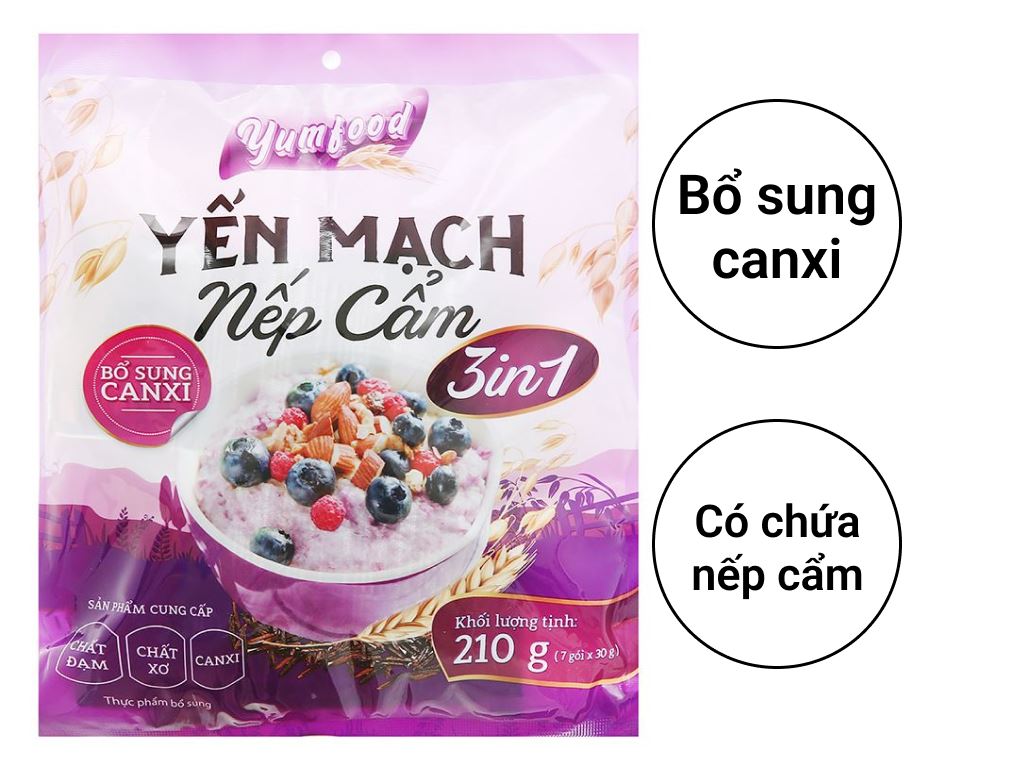 Yumfood
YẾN MẠCH
Nếp Cẩm
3in1
BỔ SUNG
CANXI
SẢN PHẨM CUNG CẤP
CHẤT
ĐẠM
CHẤT
XƠ
CANXI
Thực phẩm bổ sung
Khối lượng tịnh:
210 g (7 gói x 30 g)
Bổ sung
canxi
Có chứa
nếp cẩm